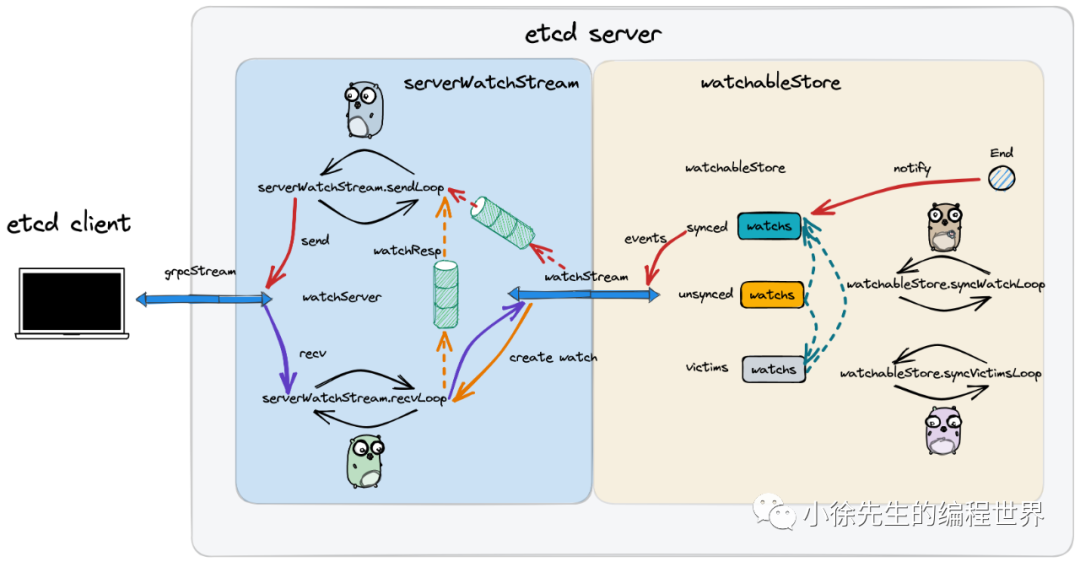 etcd server
serverWatchStream
watchableStore
etcd client
grpcStream
serverWatchStream.sendLoop
send
watchResp
watchServer
recv
serverWatchStream.recvLoop
watchStream
create watch
events
watchableStore
End
notify
synced
watchs
unsynced
watchs
victims
watchs
watchableStore.syncWatchLoop
watchableStore.syncVictimsLoop
小徐先生的编程世界